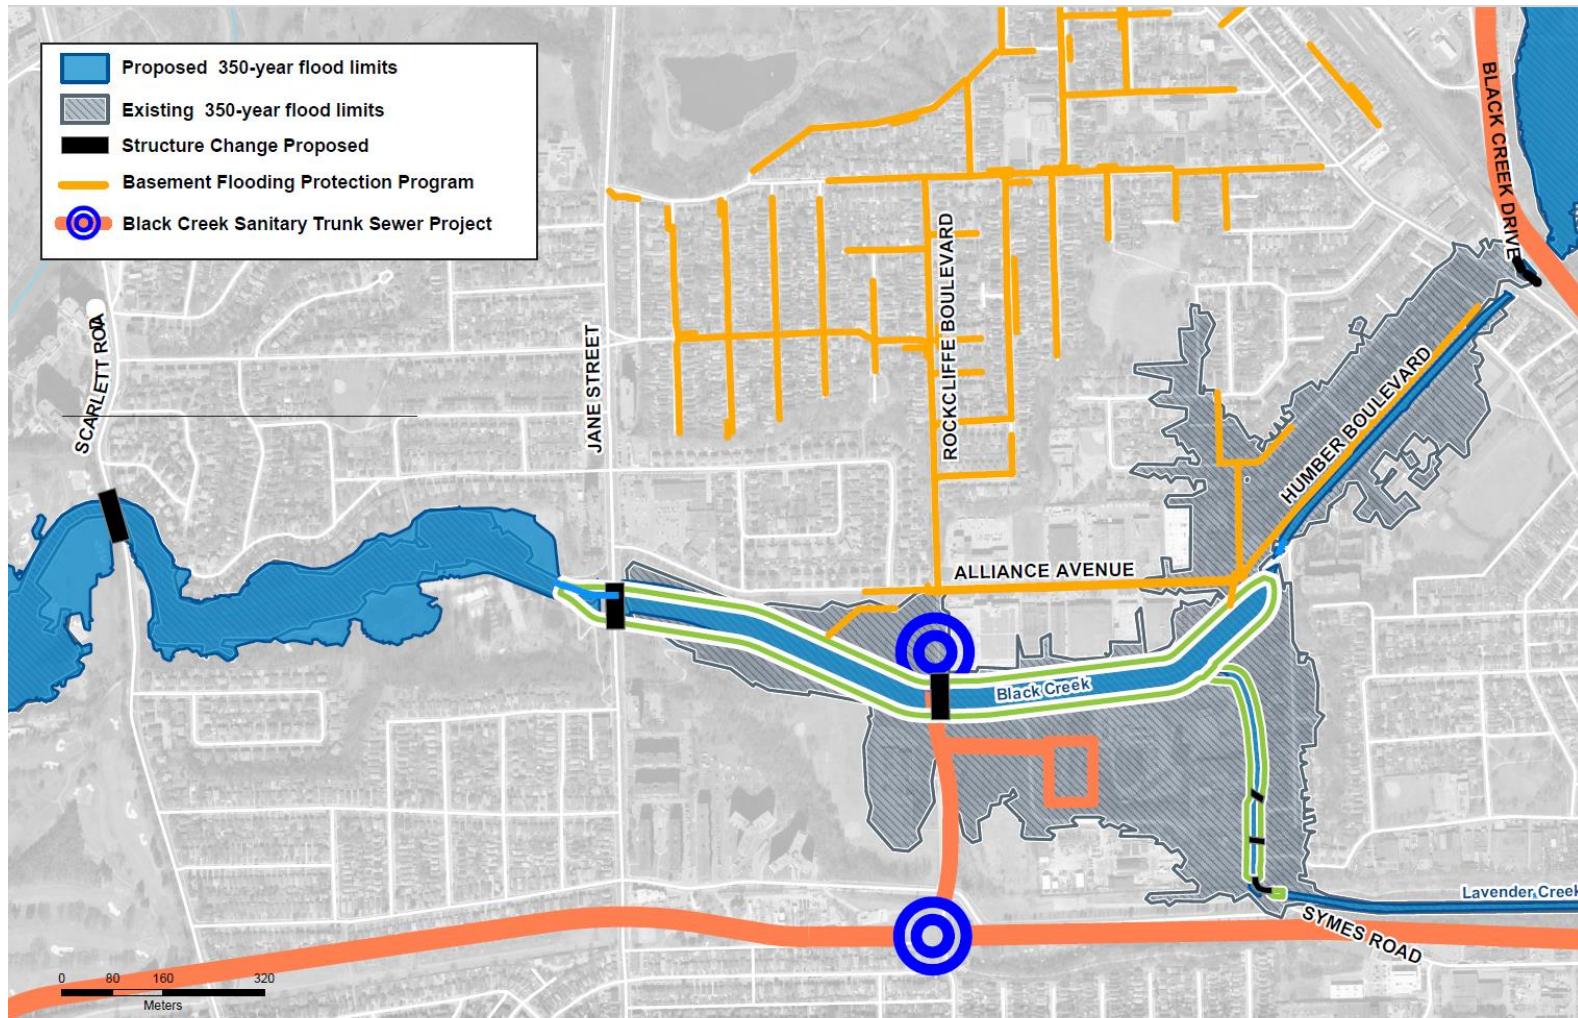 Proposed  350-year flood limits
Existing  350-year flood limits
Structure Change Proposed
Basement Flooding Protection Program
Black Creek Sanitary Trunk Sewer Project
BLACK CREEK DRIVE
SCARLETT ROAD
JANE STREET
ROCKCLIFFE BOULEVARD
HUMBER BOULEVARD
ALLIANCE AVENUE
Black Creek
Lavender Creek
SYMES ROAD
0 80 160 320
Meters